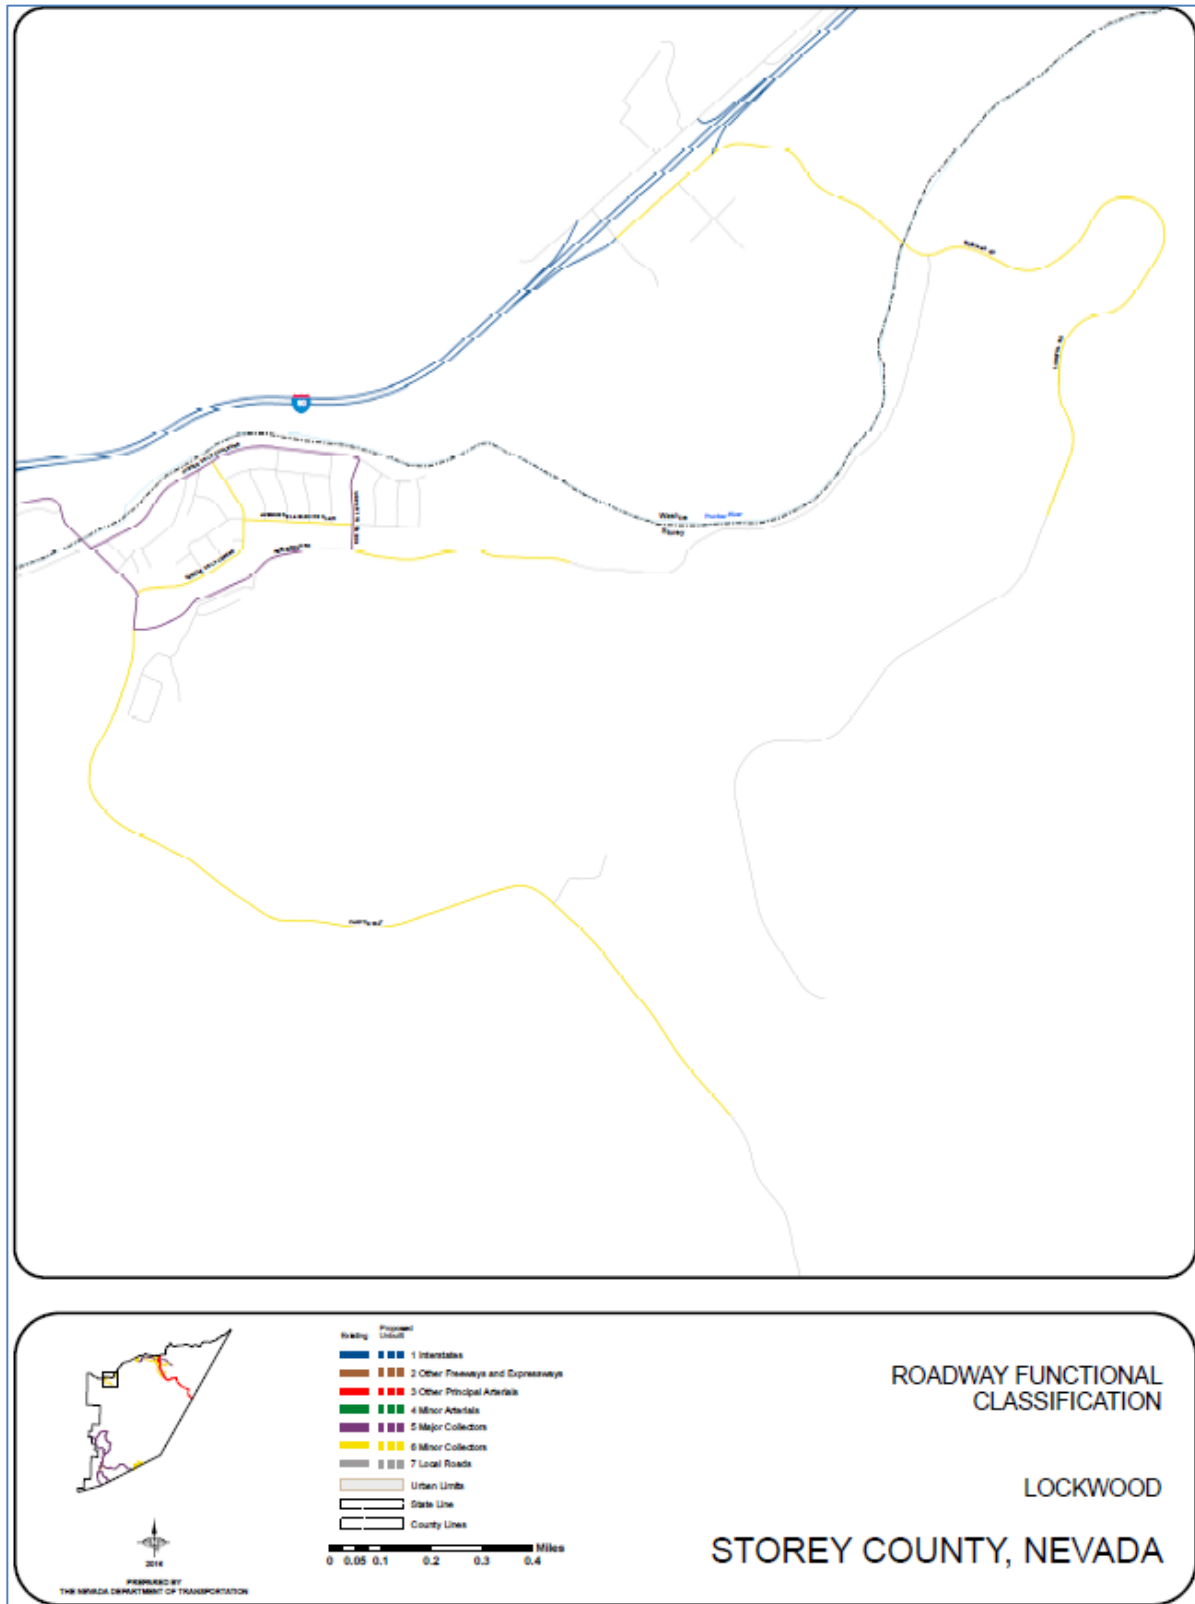 Washoe
Storey
Existing
Proposed
Unbuilt
1 Interstates
2 Other Freeways and Expressways
3 Other Principal Arterials
4 Minor Arterials
5 Major Collectors
6 Minor Collectors
7 Local Roads
Urban Limits
State Line
County Lines
Miles
0 0.05 0.1 0.2 0.3 0.4
2016
PREPARED BY
THE NEVADA DEPARTMENT OF TRANSPORTATION
ROADWAY FUNCTIONAL
CLASSIFICATION
LOCKWOOD
STOREY COUNTY, NEVADA